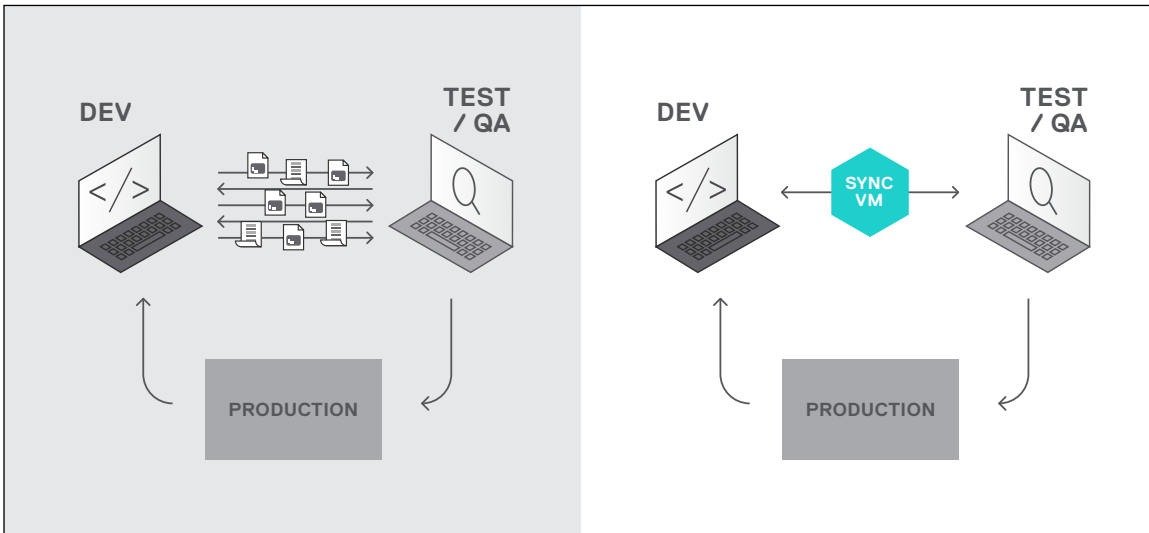 DEV
TEST
/ QA
</>
PRODUCTION
DEV
TEST
/ QA
</>
SYNC
VM
PRODUCTION